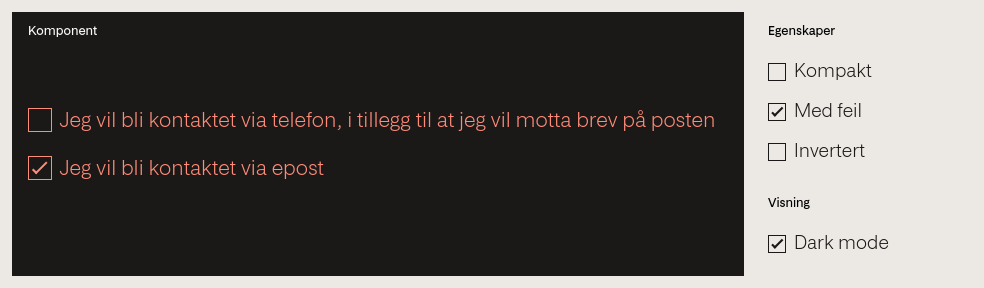 Komponent
Jeg vil bli kontaktet via telefon, i tillegg til at jeg vil motta brev på posten
Jeg vil bli kontaktet via epost
Egenskaper
Kompakt
Med feil
Invertert
Visning
Dark mode